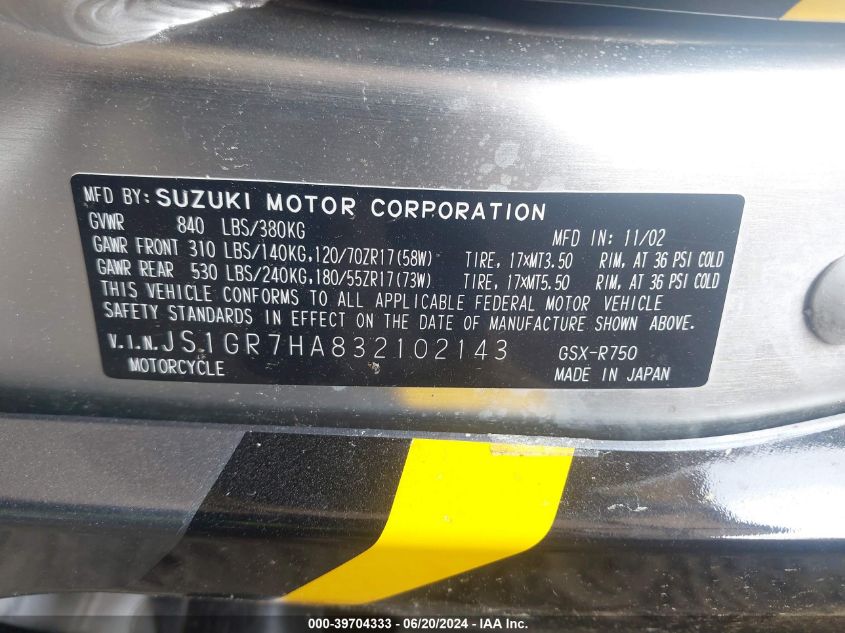 MFD BY: SUZUKI MOTOR CORPORATION
GVWR 840 LBS/380KG MFD IN: 11/02
GAWR FRONT 310 LBS/140KG,120/70ZR17(58W) TIRE, 17×MT3.50 RIM, AT 36 PSI COLD
GAWR REAR 530 LBS/240KG,180/55ZR17(73W) TIRE, 17×MT5.50 RIM, AT 36 PSI COLD
THIS VEHICLE CONFORMS TO ALL APPLICABLE FEDERAL MOTOR VEHICLE
SAFETY STANDARDS IN EFFECT ON THE DATE OF MANUFACTURE SHOWN ABOVE.
V.I.N. JS1GR7HA832102143 GSX-R750
MOTORCYCLE MADE IN JAPAN
000-39704333 - 06/20/2024 - IAA Inc.